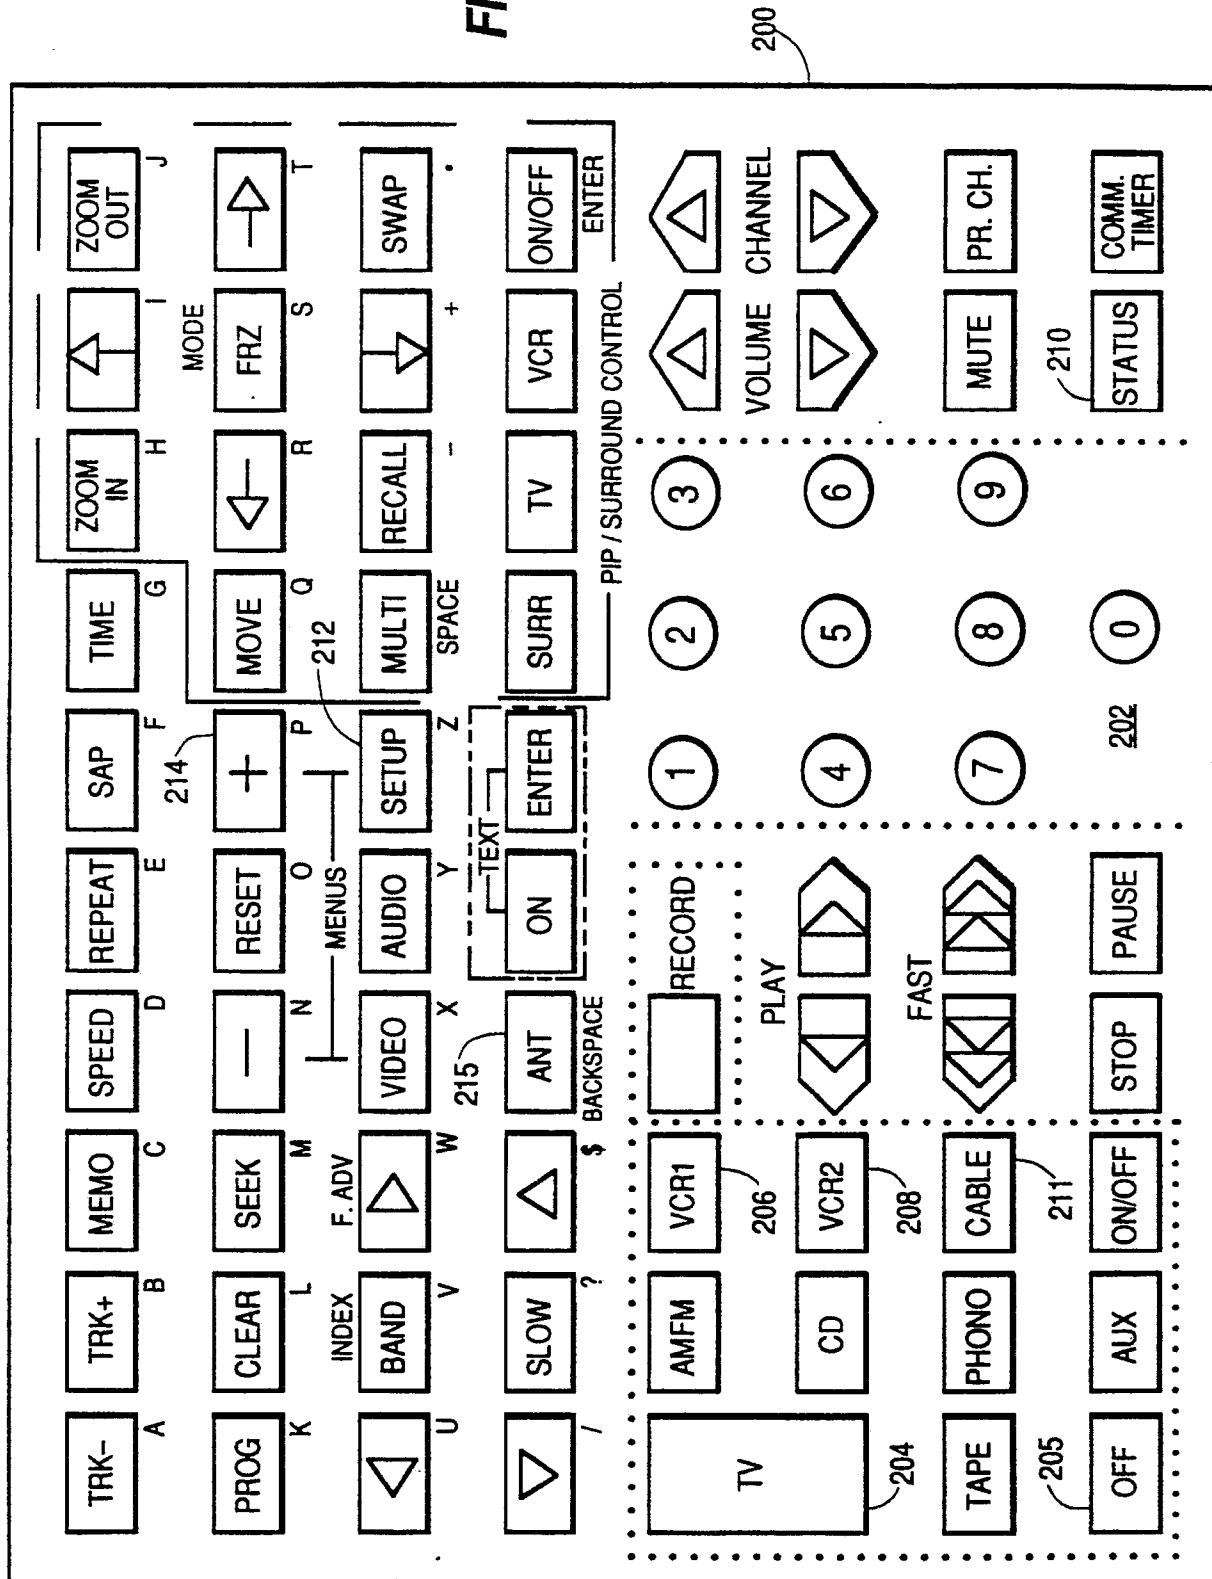 FI
200
TRK– TRK+ MEMO SPEED REPEAT SAP TIME ZOOM IN ZOOM OUT
A B C D E F G H I J
214
MODE
PROG CLEAR SEEK — RESET + MOVE FRZ
K L M N O P Q R S T
INDEX F. ADV MENUS 212
BAND VIDEO AUDIO SETUP MULTI RECALL SWAP
U V W X Y Z SPACE – + .
215 TEXT
SLOW ANT ON ENTER SURR TV VCR ON/OFF
/ ? $ BACKSPACE ENTER
PIP / SURROUND CONTROL
TV AMFM VCR1 RECORD 1 2 3
206
PLAY VOLUME CHANNEL
CD VCR2 4 5 6
204 208
FAST
TAPE PHONO CABLE 7 8 9 MUTE PR. CH.
205 211 210
OFF AUX ON/OFF STOP PAUSE 202 0 STATUS COMM. TIMER